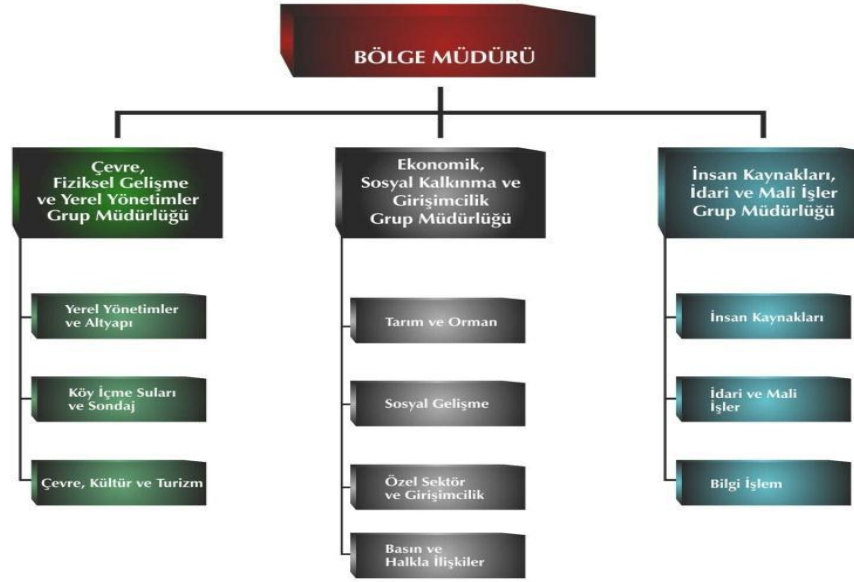 BÖLGE MÜDÜRÜ
Çevre,
Fiziksel Gelişme
ve Yerel Yönetimler
Grup Müdürlüğü
Ekonomik,
Sosyal Kalkınma ve
Girişimcilik
Grup Müdürlüğü
İnsan Kaynakları,
İdari ve Mali İşler
Grup Müdürlüğü
Yerel Yönetimler
ve Altyapı
Köy İçme Suları
ve Sondaj
Çevre, Kültür ve Turizm
Tarım ve Orman
Sosyal Gelişme
Özel Sektör
ve Girişimcilik
Basın ve
Halkla İlişkiler
İnsan Kaynakları
İdari ve Mali
İşler
Bilgi İşlem